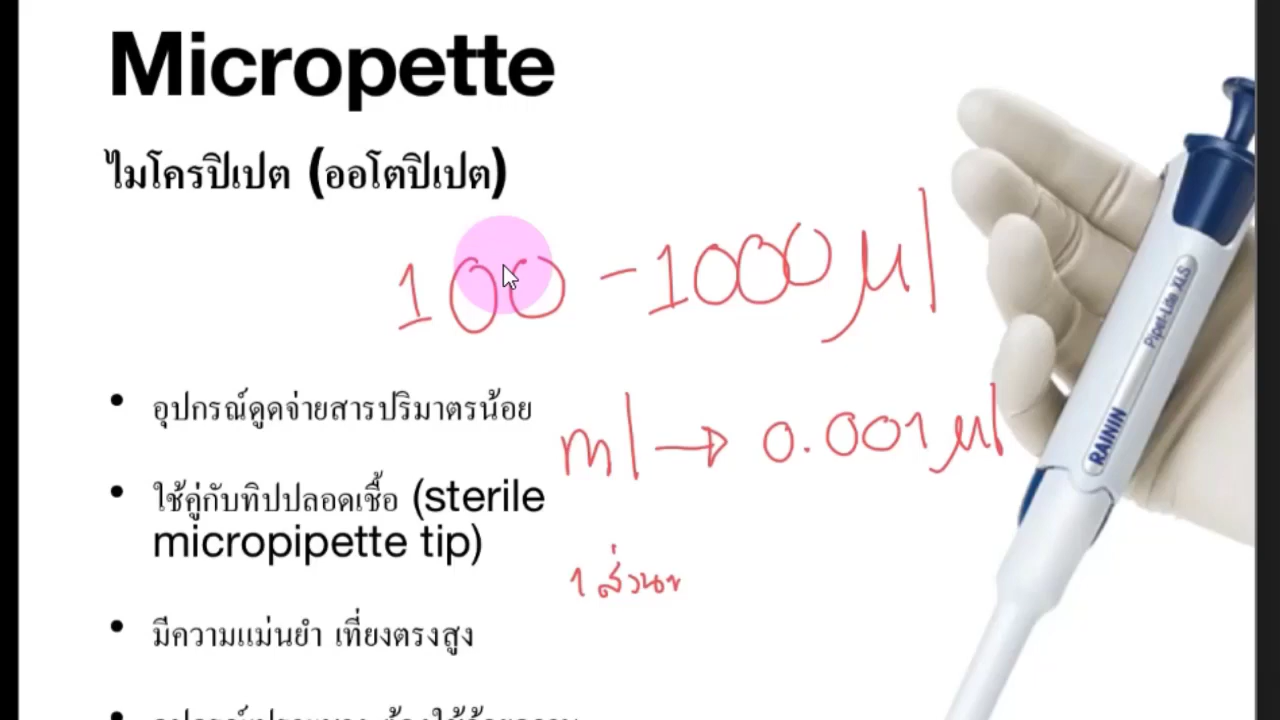 Micropette
ไมโครปิเปต (ออโตปิเปต)
100 - 1000 µl
อุปกรณ์ดูดจ่ายสารปริมาตรน้อย
ml → 0.001 µl
ใช้คู่กับทิปปลอดเชื้อ (sterile
micropipette tip)
1 ส่วนข
มีความแม่นยำ เที่ยงตรงสูง
Pipet-Lite XLS
RAININ